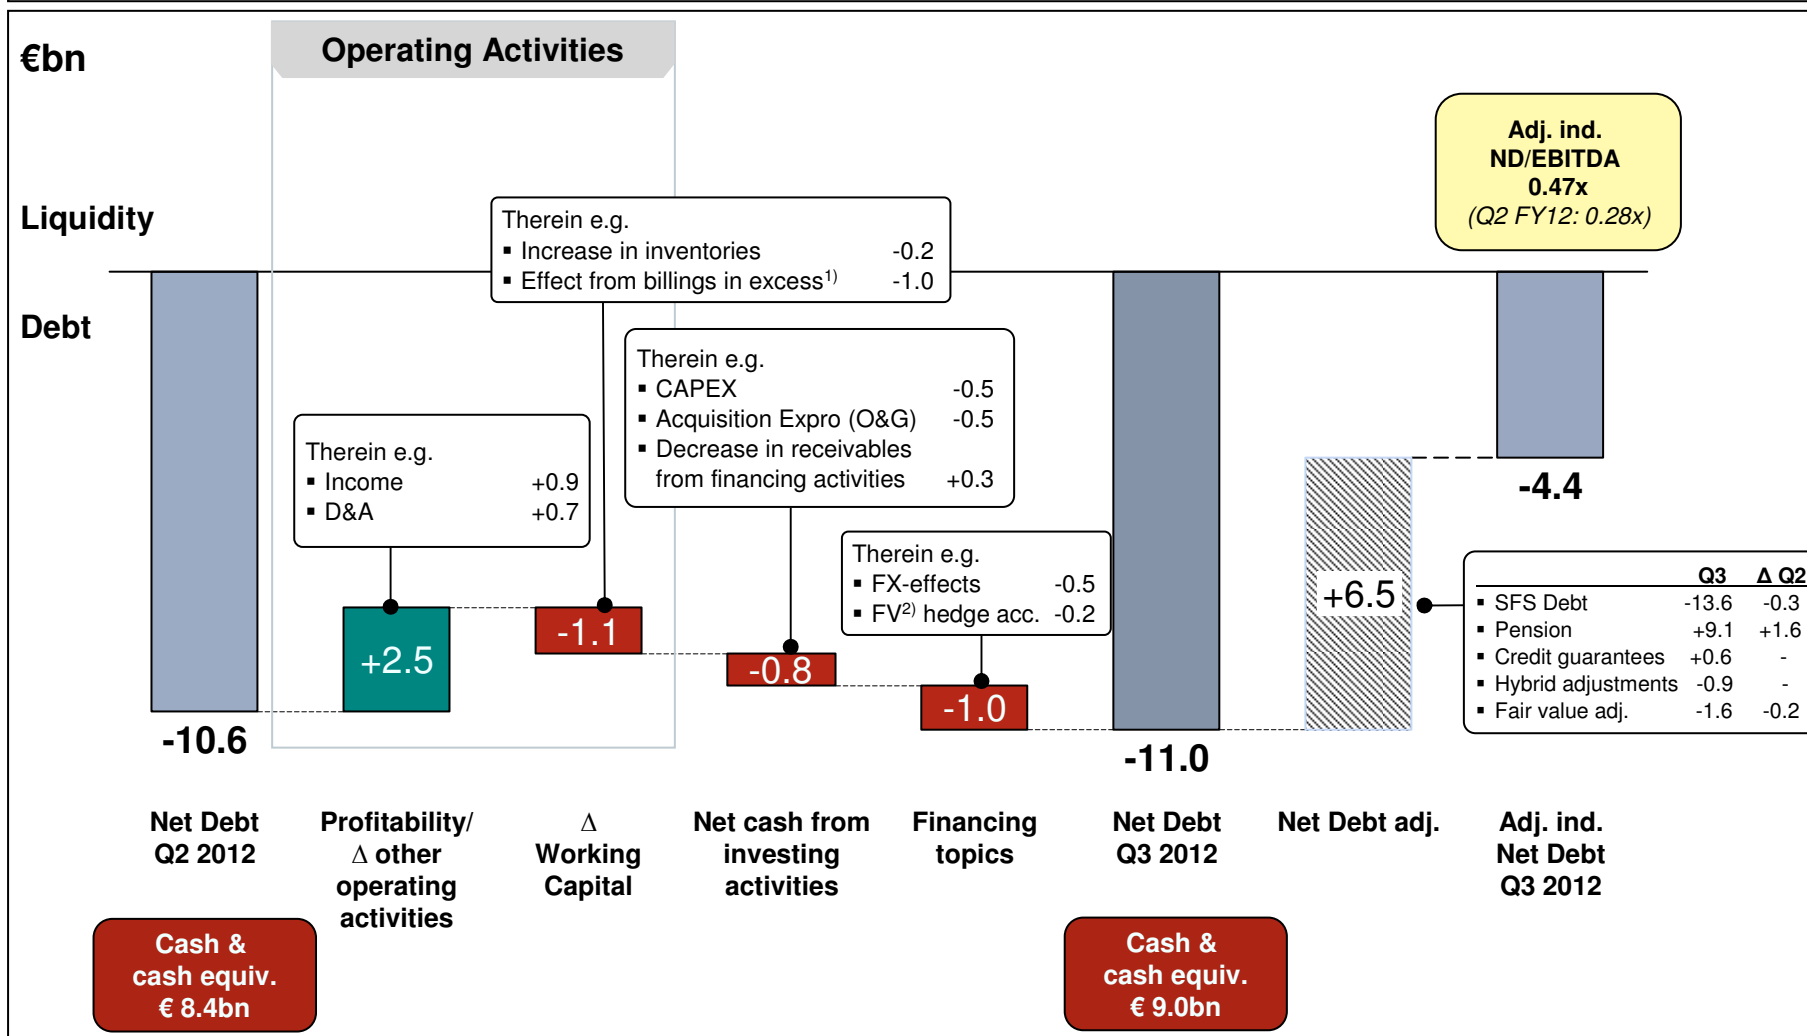 €bn
Operating Activities
Adj. ind.
ND/EBITDA
0.47x
(Q2 FY12: 0.28x)
Liquidity
Debt
Therein e.g.
▪ Increase in inventories -0.2
▪ Effect from billings in excess1) -1.0
Therein e.g.
▪ CAPEX -0.5
▪ Acquisition Expro (O&G) -0.5
▪ Decrease in receivables
from financing activities +0.3
Therein e.g.
▪ Income +0.9
▪ D&A +0.7
Therein e.g.
▪ FX-effects -0.5
▪ FV2) hedge acc. -0.2
Q3 Δ Q2
▪ SFS Debt -13.6 -0.3
▪ Pension +9.1 +1.6
▪ Credit guarantees +0.6 -
▪ Hybrid adjustments -0.9 -
▪ Fair value adj. -1.6 -0.2
-10.6
+2.5
-1.1
-0.8
-1.0
-11.0
+6.5
-4.4
Net Debt
Q2 2012
Profitability/
Δ other
operating
activities
Δ
Working
Capital
Net cash from
investing
activities
Financing
topics
Net Debt
Q3 2012
Net Debt adj.
Adj. ind.
Net Debt
Q3 2012
Cash &
cash equiv.
€ 8.4bn
Cash &
cash equiv.
€ 9.0bn